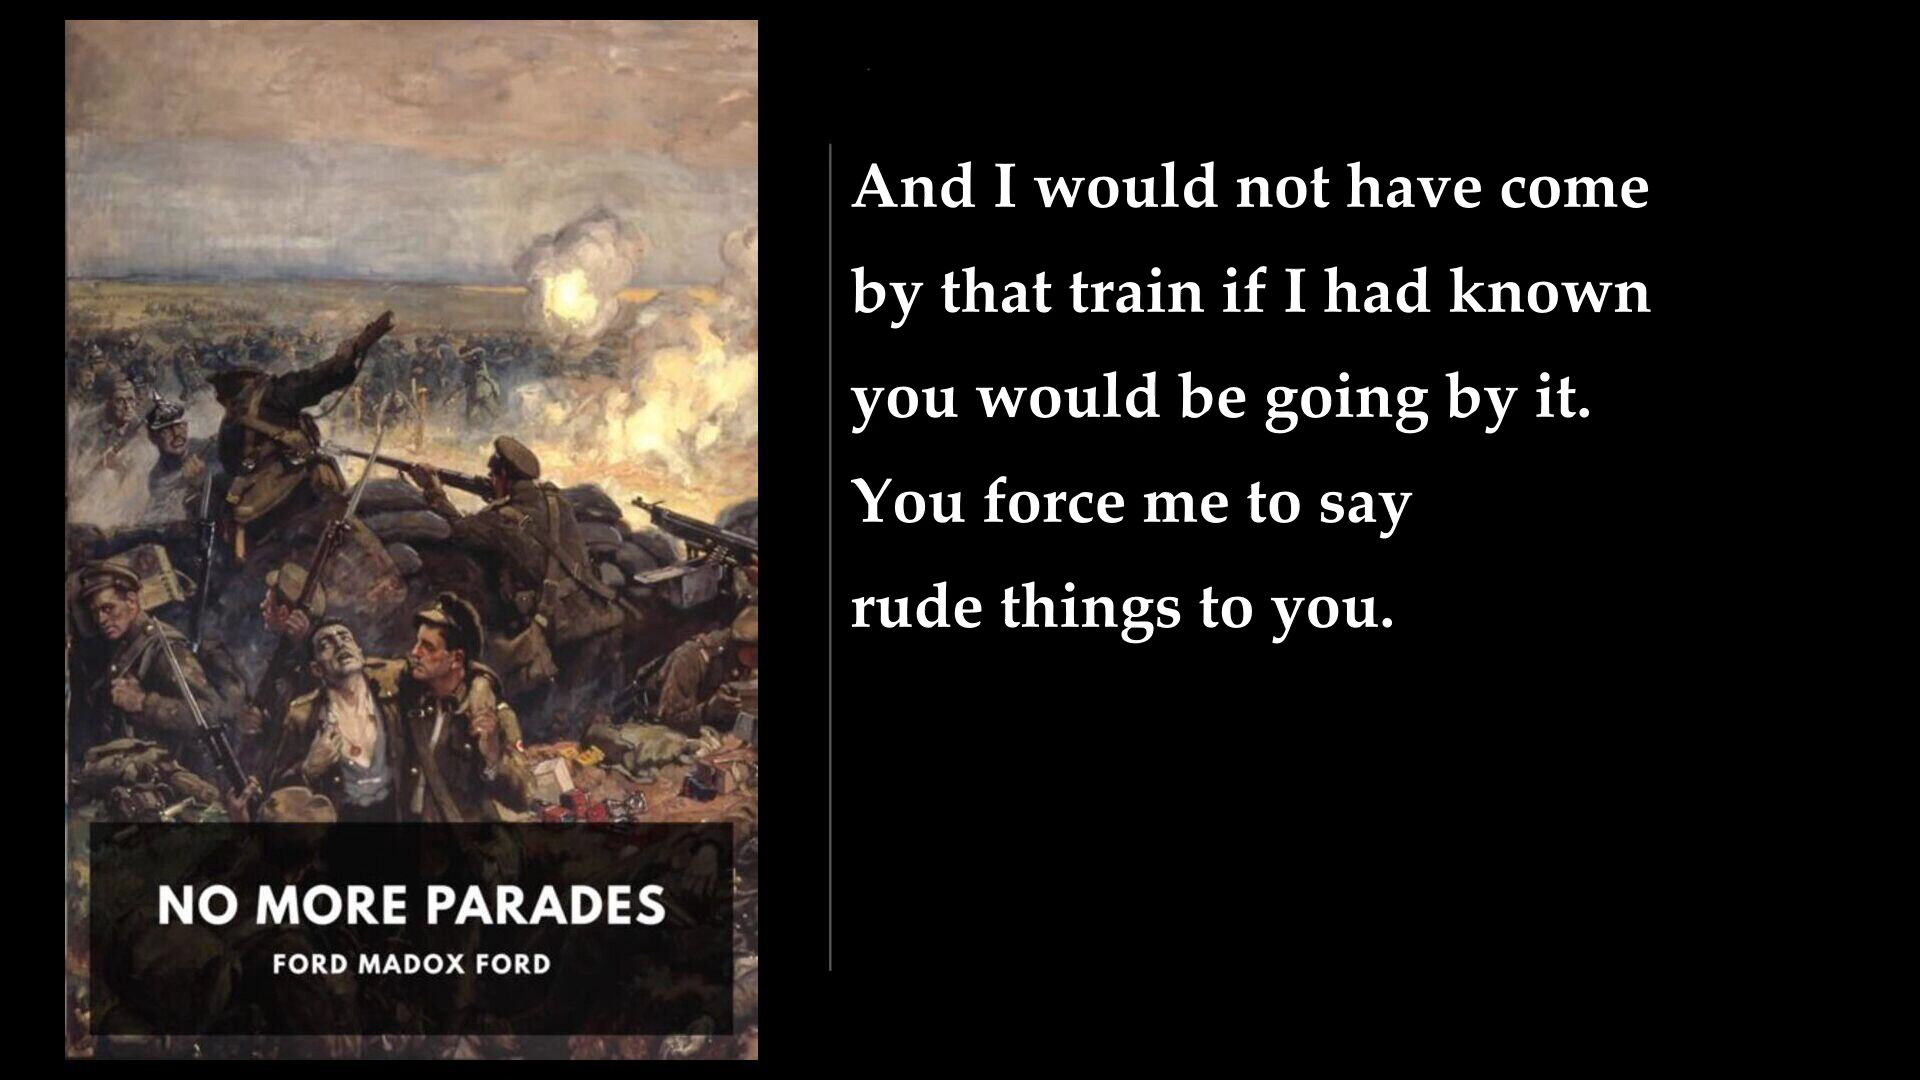 And I would not have come
by that train if I had known
you would be going by it.
You force me to say
rude things to you.
NO MORE PARADES
FORD MADOX FORD